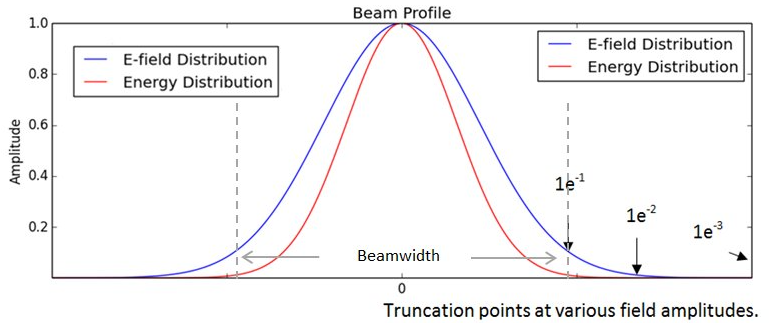 Beam Profile
1.0
0.8
0.6
0.4
0.2
Amplitude
E-field Distribution
Energy Distribution
E-field Distribution
Energy Distribution
1e-1
1e-2
1e-3
Beamwidth
0
Truncation points at various field amplitudes.